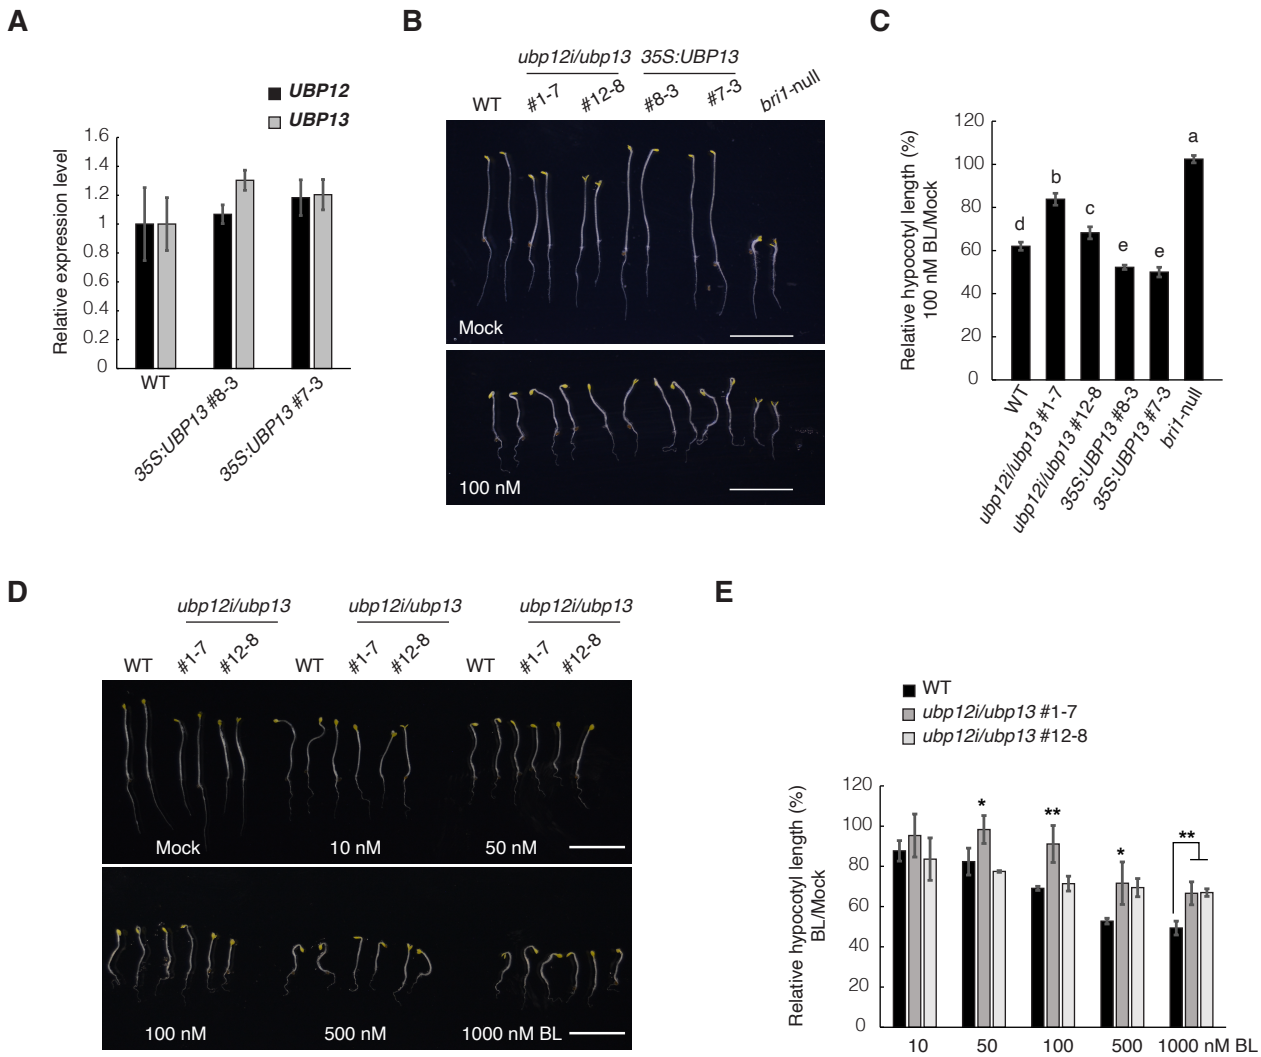 A
UBP12
UBP13
Relative expression level
1.6
1.4
1.2
1
0.8
0.6
0.4
0.2
0
WT
35S:UBP13 #8-3
35S:UBP13 #7-3
B
ubp12i/ubp13 35S:UBP13
WT #1-7 #12-8 #8-3 #7-3 bri1-null
Mock
100 nM
C
Relative hypocotyl length (%)
100 nM BL/Mock
120
100
80
60
40
20
0
d b c e e a
WT
ubp12i/ubp13 #1-7
ubp12i/ubp13 #12-8
35S:UBP13 #8-3
35S:UBP13 #7-3
bri1-null
D
ubp12i/ubp13 ubp12i/ubp13 ubp12i/ubp13
WT #1-7 #12-8 WT #1-7 #12-8 WT #1-7 #12-8
Mock 10 nM 50 nM
100 nM 500 nM 1000 nM BL
E
WT
ubp12i/ubp13 #1-7
ubp12i/ubp13 #12-8
Relative hypocotyl length (%)
BL/Mock
120
100
80
60
40
20
0
* ** * **
10 50 100 500 1000 nM BL